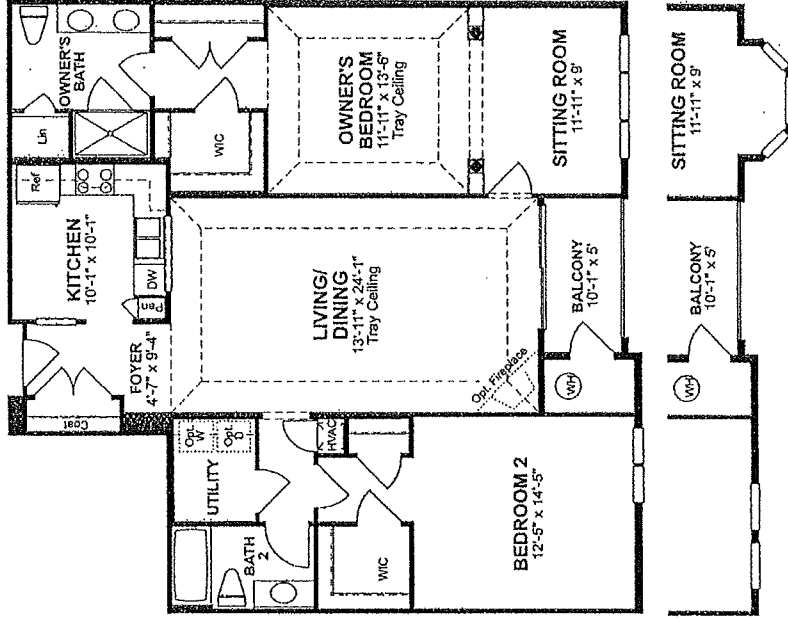 OWNER'S
BATH
Lin
WIC
OWNER'S
BEDROOM
11'-11" x 13'-6"
Tray Ceiling
SITTING ROOM
11'-11" x 9'
SITTING ROOM
11'-11" x 9'
Ref
KITCHEN
10'-1" x 10'-1"
DW
Pan
LIVING/
DINING
13'-11" x 24'-1"
Tray Ceiling
BALCONY
10'-1" x 5'
BALCONY
10'-1" x 5'
FOYER
4'-7" x 9'-4"
Coat
Opt. Fireplace
WH
WH
Opt.
W
Opt.
D
HVAC
UTILITY
BATH
2
WIC
BEDROOM 2
12'-5" x 14'-5"